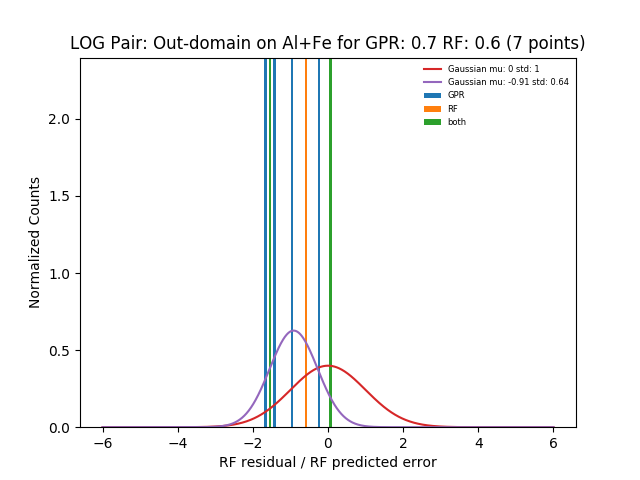 LOG Pair: Out-domain on Al+Fe for GPR: 0.7 RF: 0.6 (7 points)
Gaussian mu: 0 std: 1
Gaussian mu: -0.91 std: 0.64
GPR
RF
both
Normalized Counts
2.0
1.5
1.0
0.5
0.0
−6 −4 −2 0 2 4 6
RF residual / RF predicted error